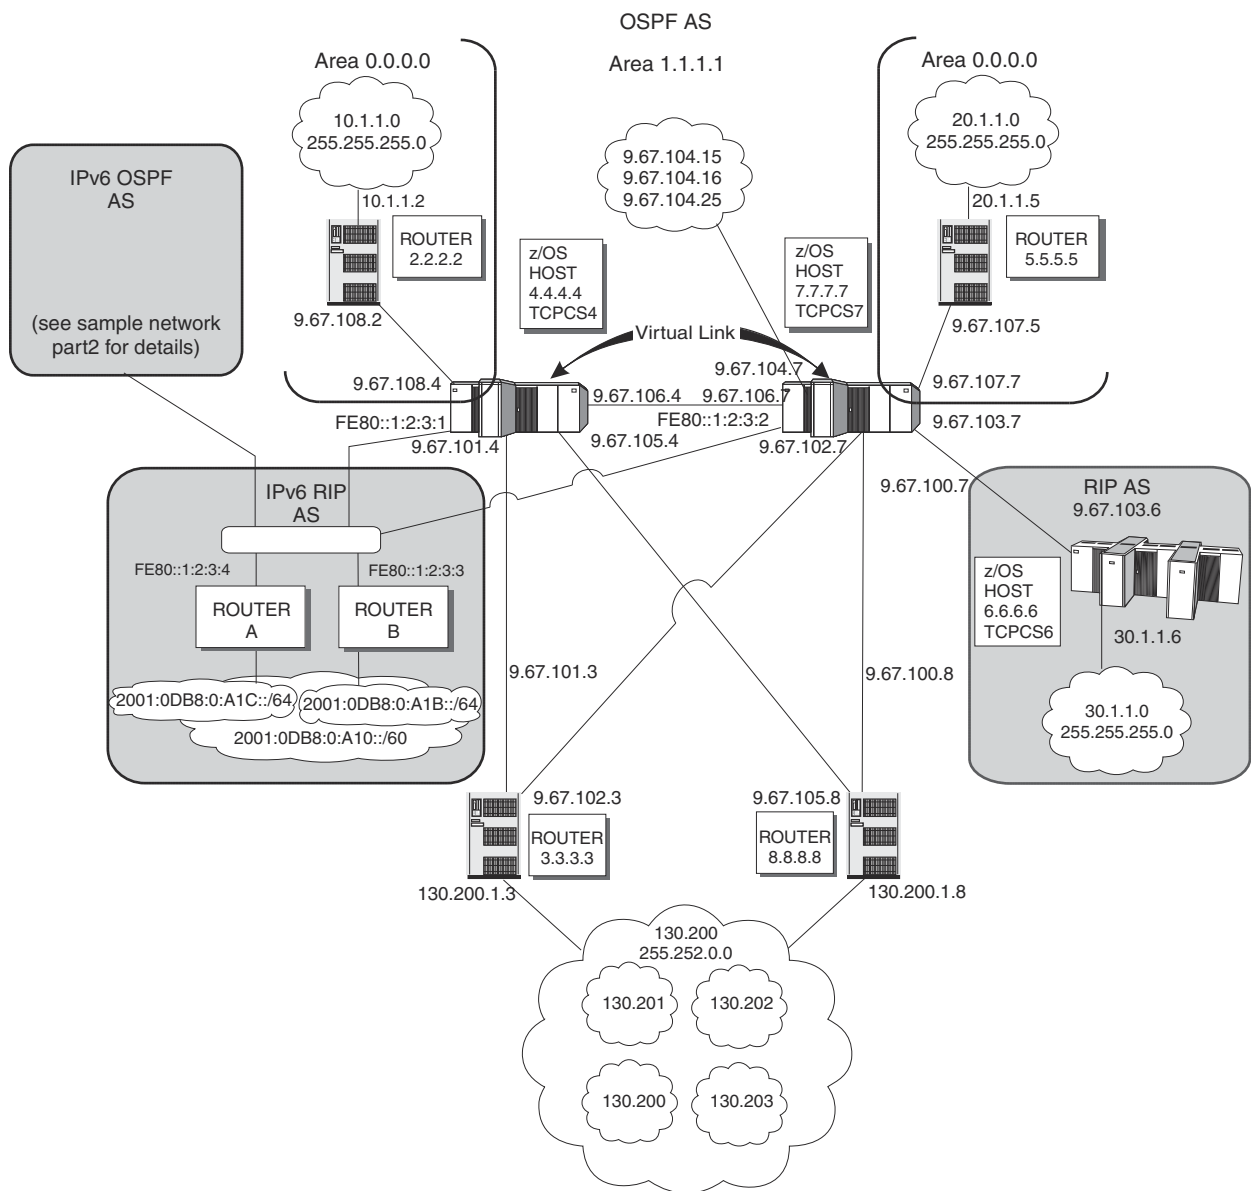 OSPF AS
Area 0.0.0.0
Area 1.1.1.1
Area 0.0.0.0
10.1.1.0
255.255.255.0
20.1.1.0
255.255.255.0
9.67.104.15
9.67.104.16
9.67.104.25
IPv6 OSPF
AS
(see sample network
part2 for details)
10.1.1.2
ROUTER
2.2.2.2
9.67.108.2
z/OS
HOST
4.4.4.4
TCPCS4
z/OS
HOST
7.7.7.7
TCPCS7
20.1.1.5
ROUTER
5.5.5.5
9.67.107.5
Virtual Link
9.67.108.4
9.67.104.7
9.67.107.7
9.67.106.4
9.67.106.7
FE80::1:2:3:1
FE80::1:2:3:2
9.67.103.7
9.67.101.4
9.67.105.4
9.67.102.7
9.67.100.7
IPv6 RIP
AS
FE80::1:2:3:4
FE80::1:2:3:3
ROUTER
A
ROUTER
B
2001:0DB8:0:A1C::/64
2001:0DB8:0:A1B::/64
2001:0DB8:0:A10::/60
RIP AS
9.67.103.6
z/OS
HOST
6.6.6.6
TCPCS6
30.1.1.6
30.1.1.0
255.255.255.0
9.67.101.3
9.67.100.8
9.67.102.3
9.67.105.8
ROUTER
3.3.3.3
ROUTER
8.8.8.8
130.200.1.3
130.200.1.8
130.200
255.252.0.0
130.201
130.202
130.200
130.203